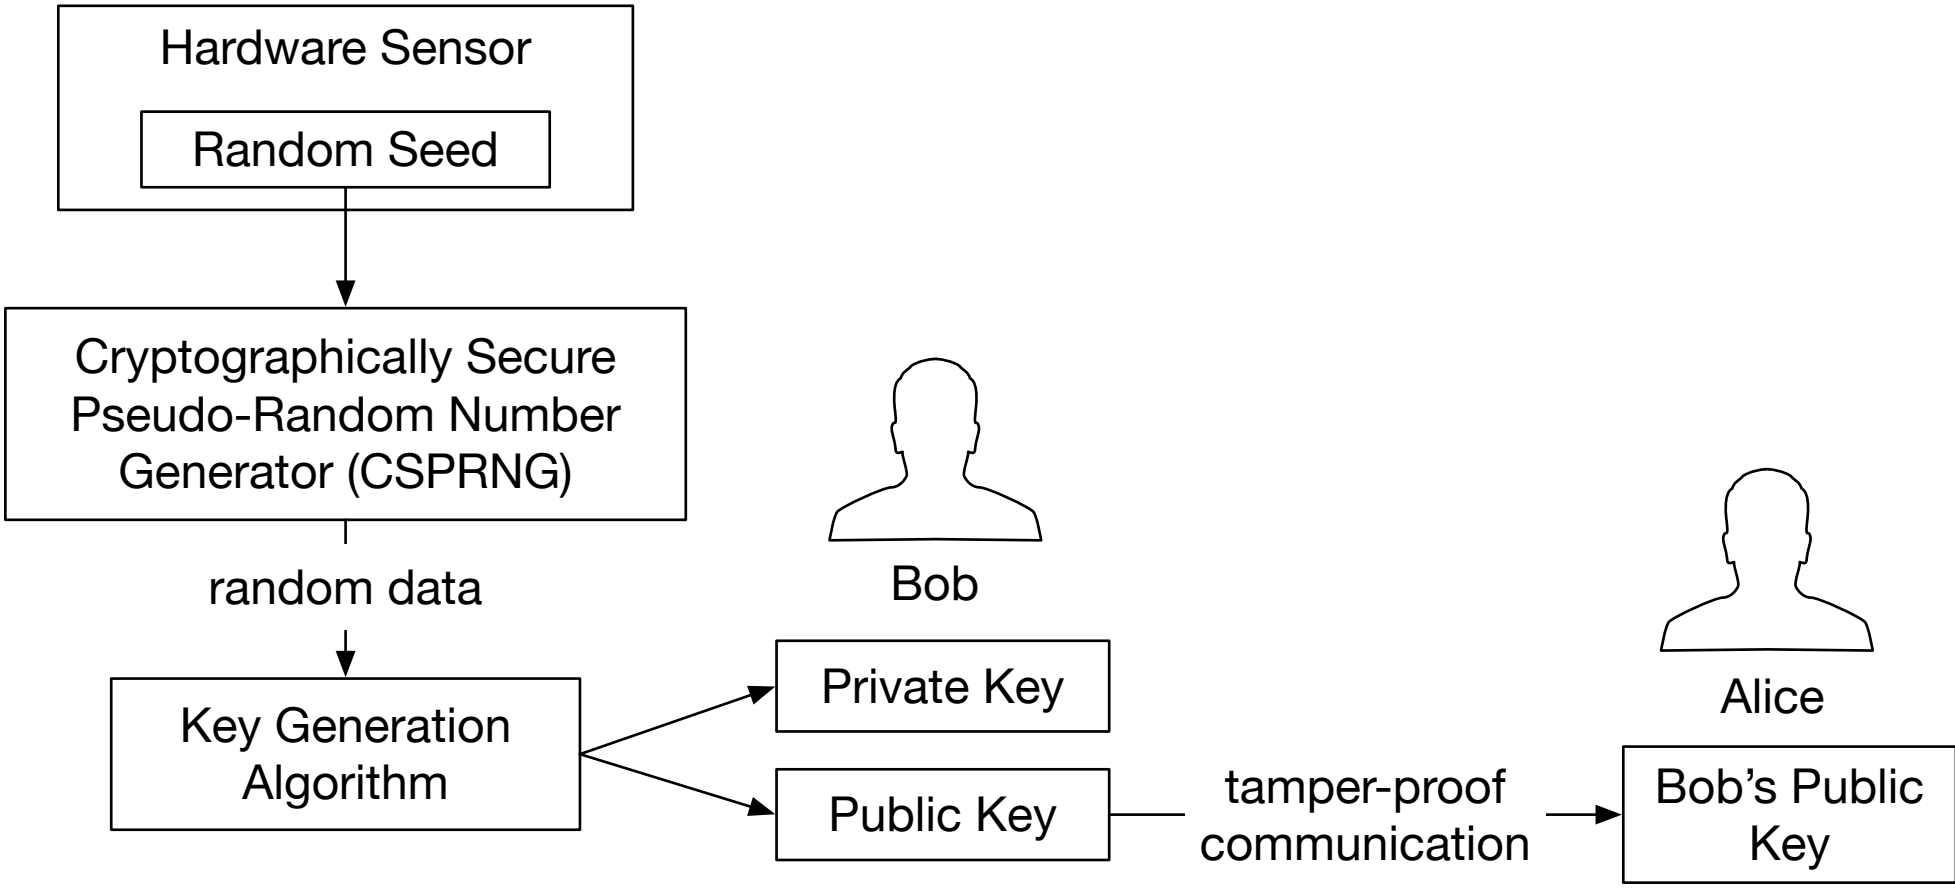 Hardware Sensor
Random Seed
Cryptographically Secure
Pseudo-Random Number
Generator (CSPRNG)
random data
Key Generation
Algorithm
Bob
Private Key
Public Key
tamper-proof
communication
Alice
Bob’s Public
Key